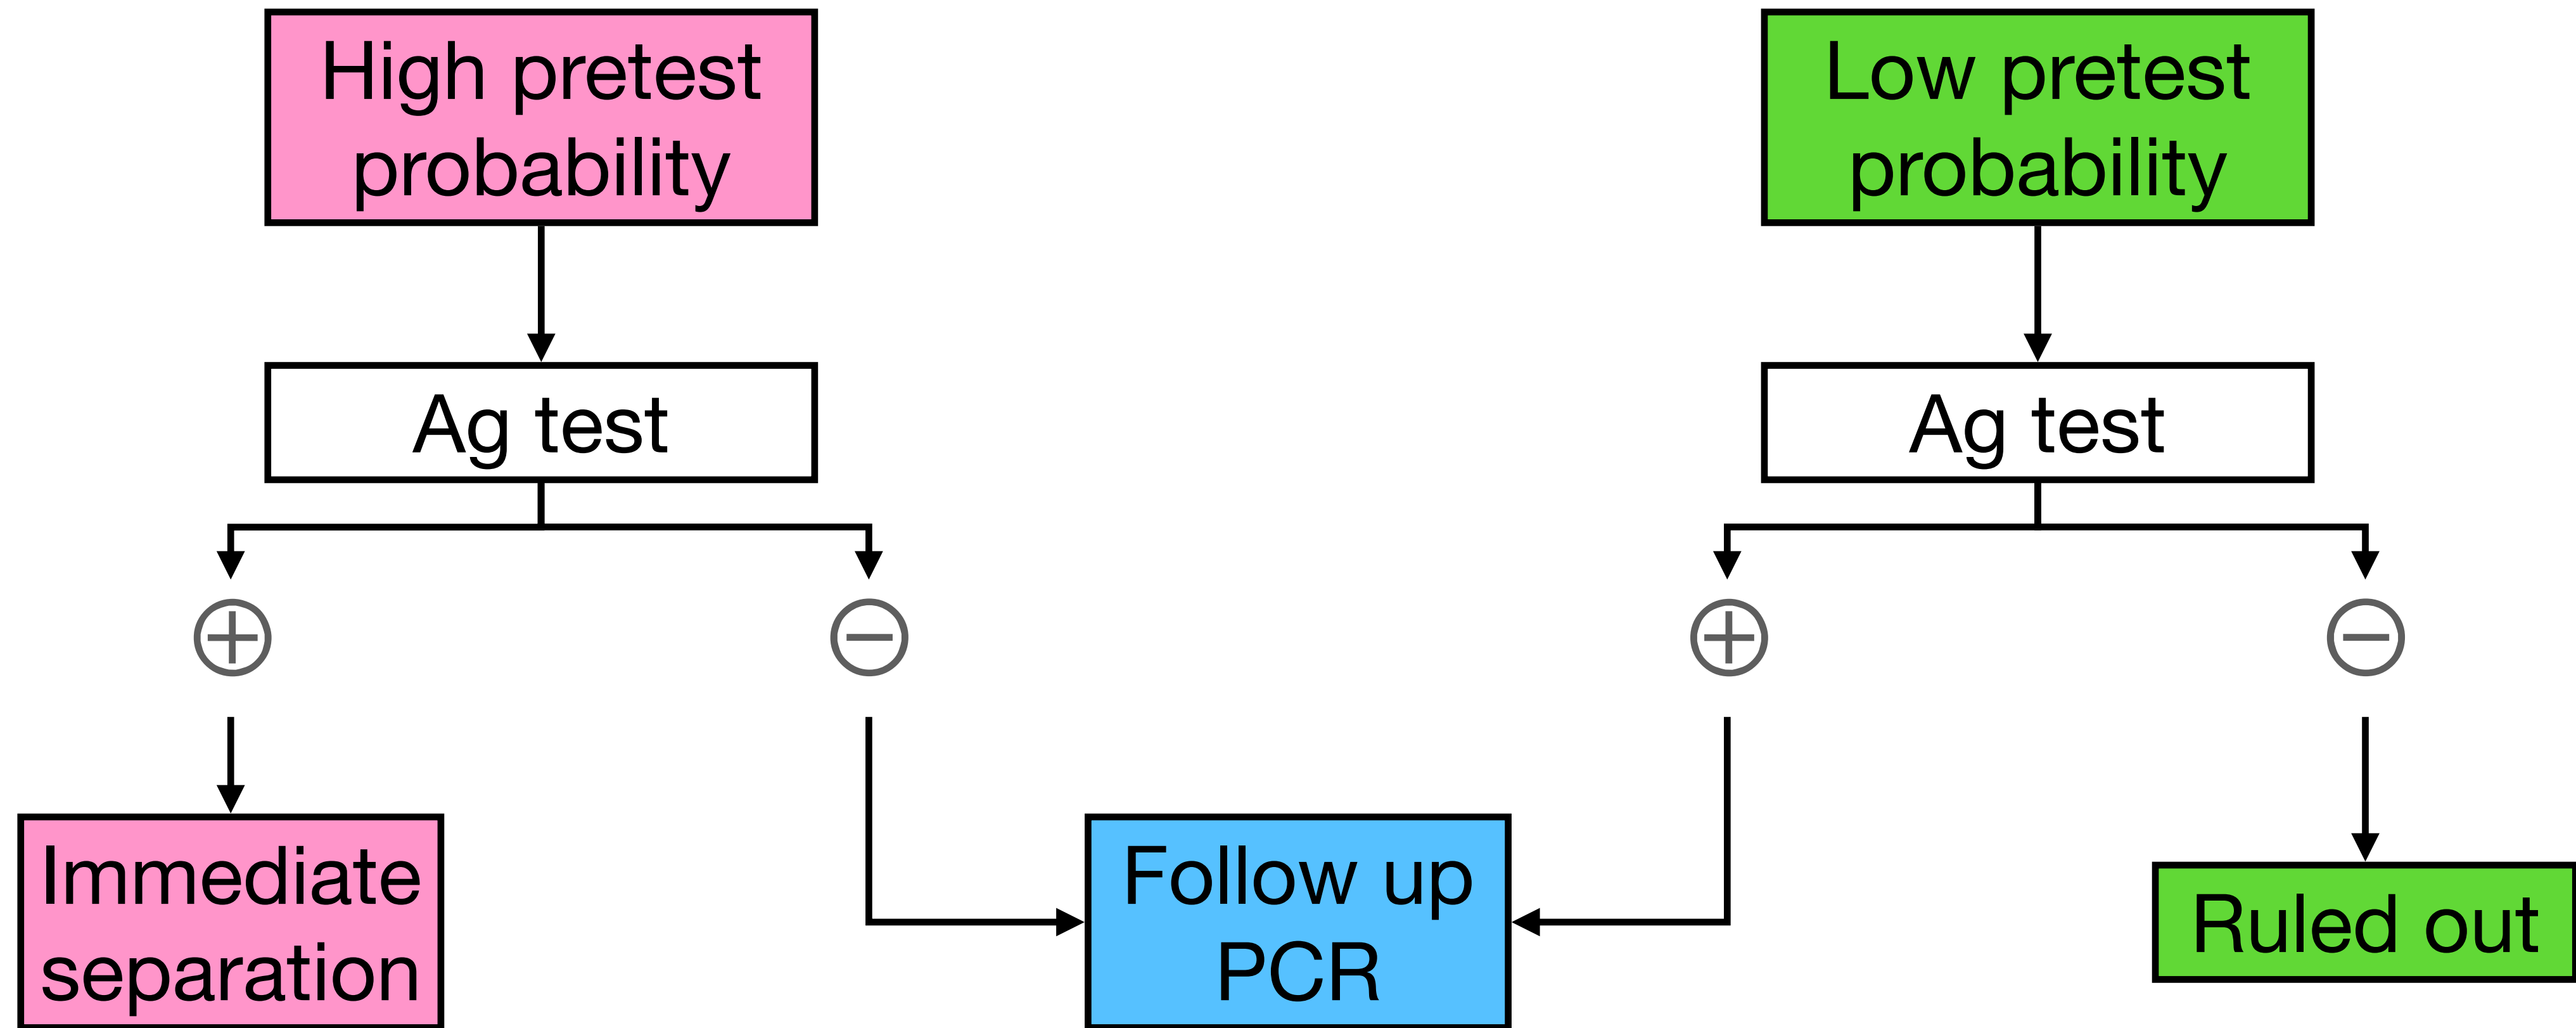 High pretest
probability
Low pretest
probability
Ag test
Ag test
Immediate
separation
Follow up
PCR
Ruled out